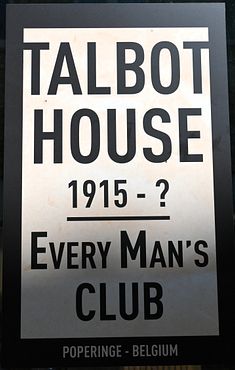 TALBOT
HOUSE
1915 - ?
EVERY MAN'S
CLUB
POPERINGE - BELGIUM